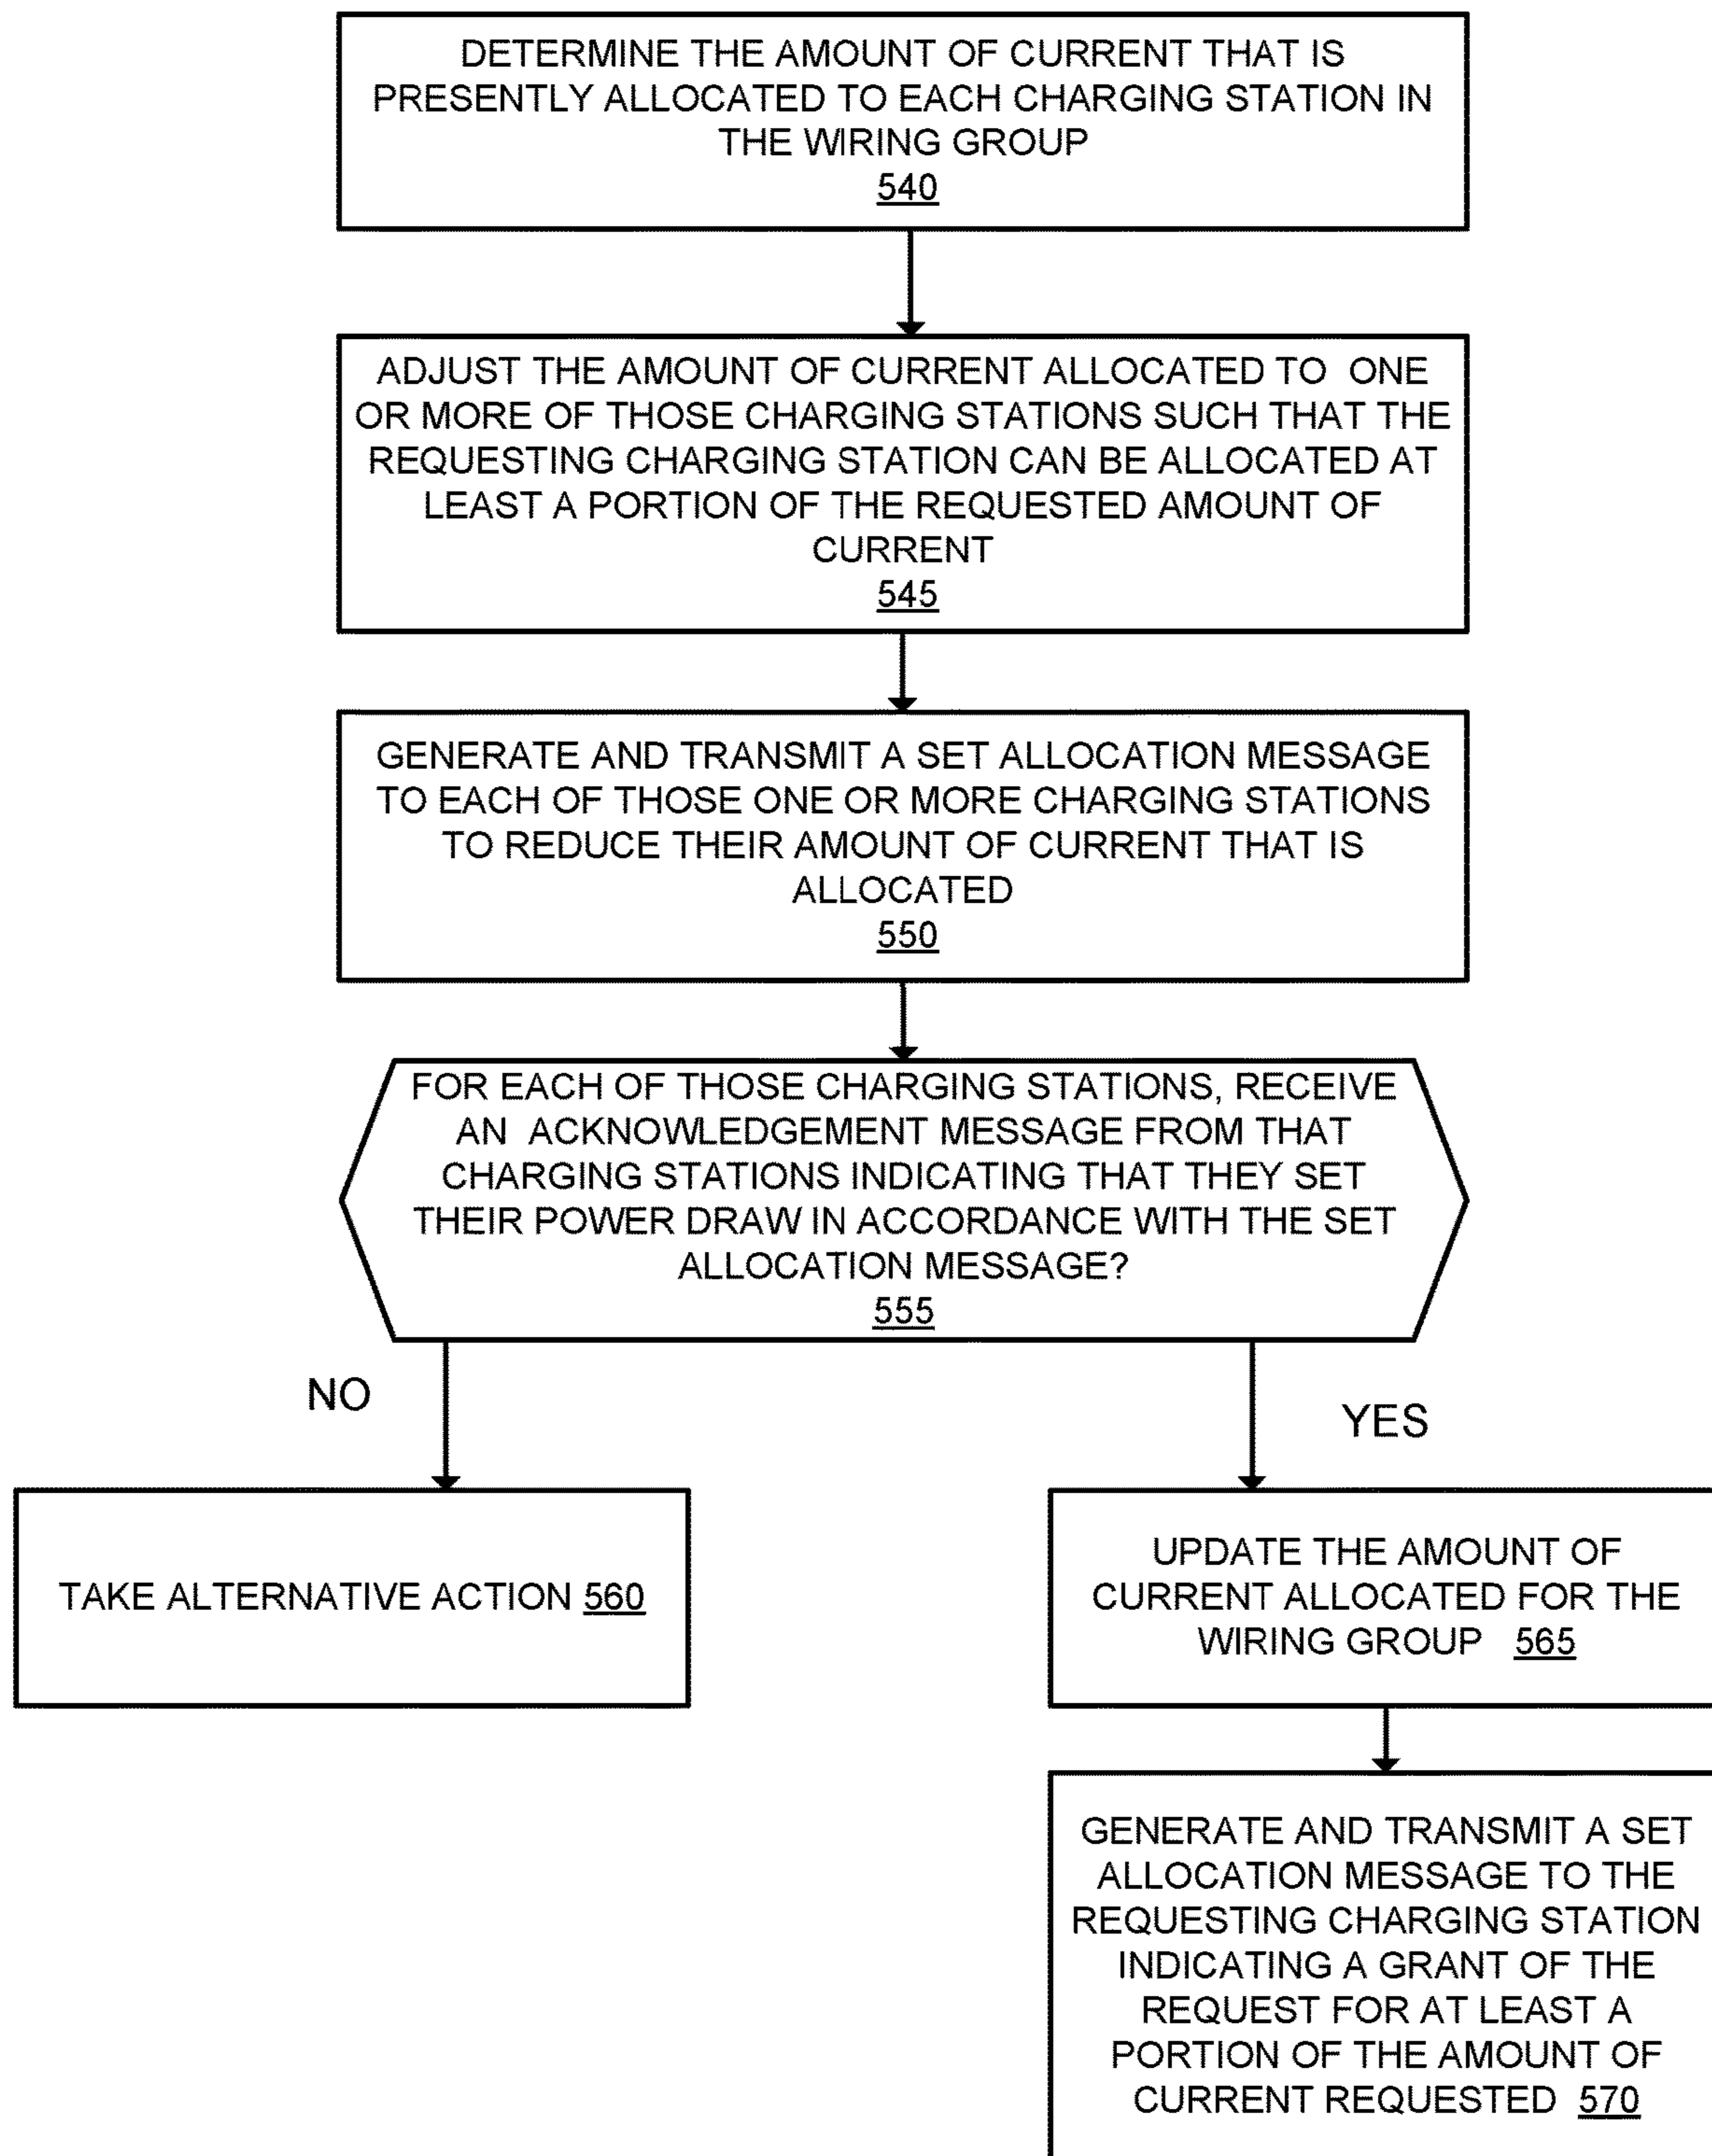 DETERMINE THE AMOUNT OF CURRENT THAT IS
PRESENTLY ALLOCATED TO EACH CHARGING STATION IN
THE WIRING GROUP
540
ADJUST THE AMOUNT OF CURRENT ALLOCATED TO ONE
OR MORE OF THOSE CHARGING STATIONS SUCH THAT THE
REQUESTING CHARGING STATION CAN BE ALLOCATED AT
LEAST A PORTION OF THE REQUESTED AMOUNT OF
CURRENT
545
GENERATE AND TRANSMIT A SET ALLOCATION MESSAGE
TO EACH OF THOSE ONE OR MORE CHARGING STATIONS
TO REDUCE THEIR AMOUNT OF CURRENT THAT IS
ALLOCATED
550
FOR EACH OF THOSE CHARGING STATIONS, RECEIVE
AN ACKNOWLEDGEMENT MESSAGE FROM THAT
CHARGING STATIONS INDICATING THAT THEY SET
THEIR POWER DRAW IN ACCORDANCE WITH THE SET
ALLOCATION MESSAGE?
555
NO
YES
TAKE ALTERNATIVE ACTION 560
UPDATE THE AMOUNT OF
CURRENT ALLOCATED FOR THE
WIRING GROUP 565
GENERATE AND TRANSMIT A SET
ALLOCATION MESSAGE TO THE
REQUESTING CHARGING STATION
INDICATING A GRANT OF THE
REQUEST FOR AT LEAST A
PORTION OF THE AMOUNT OF
CURRENT REQUESTED 570